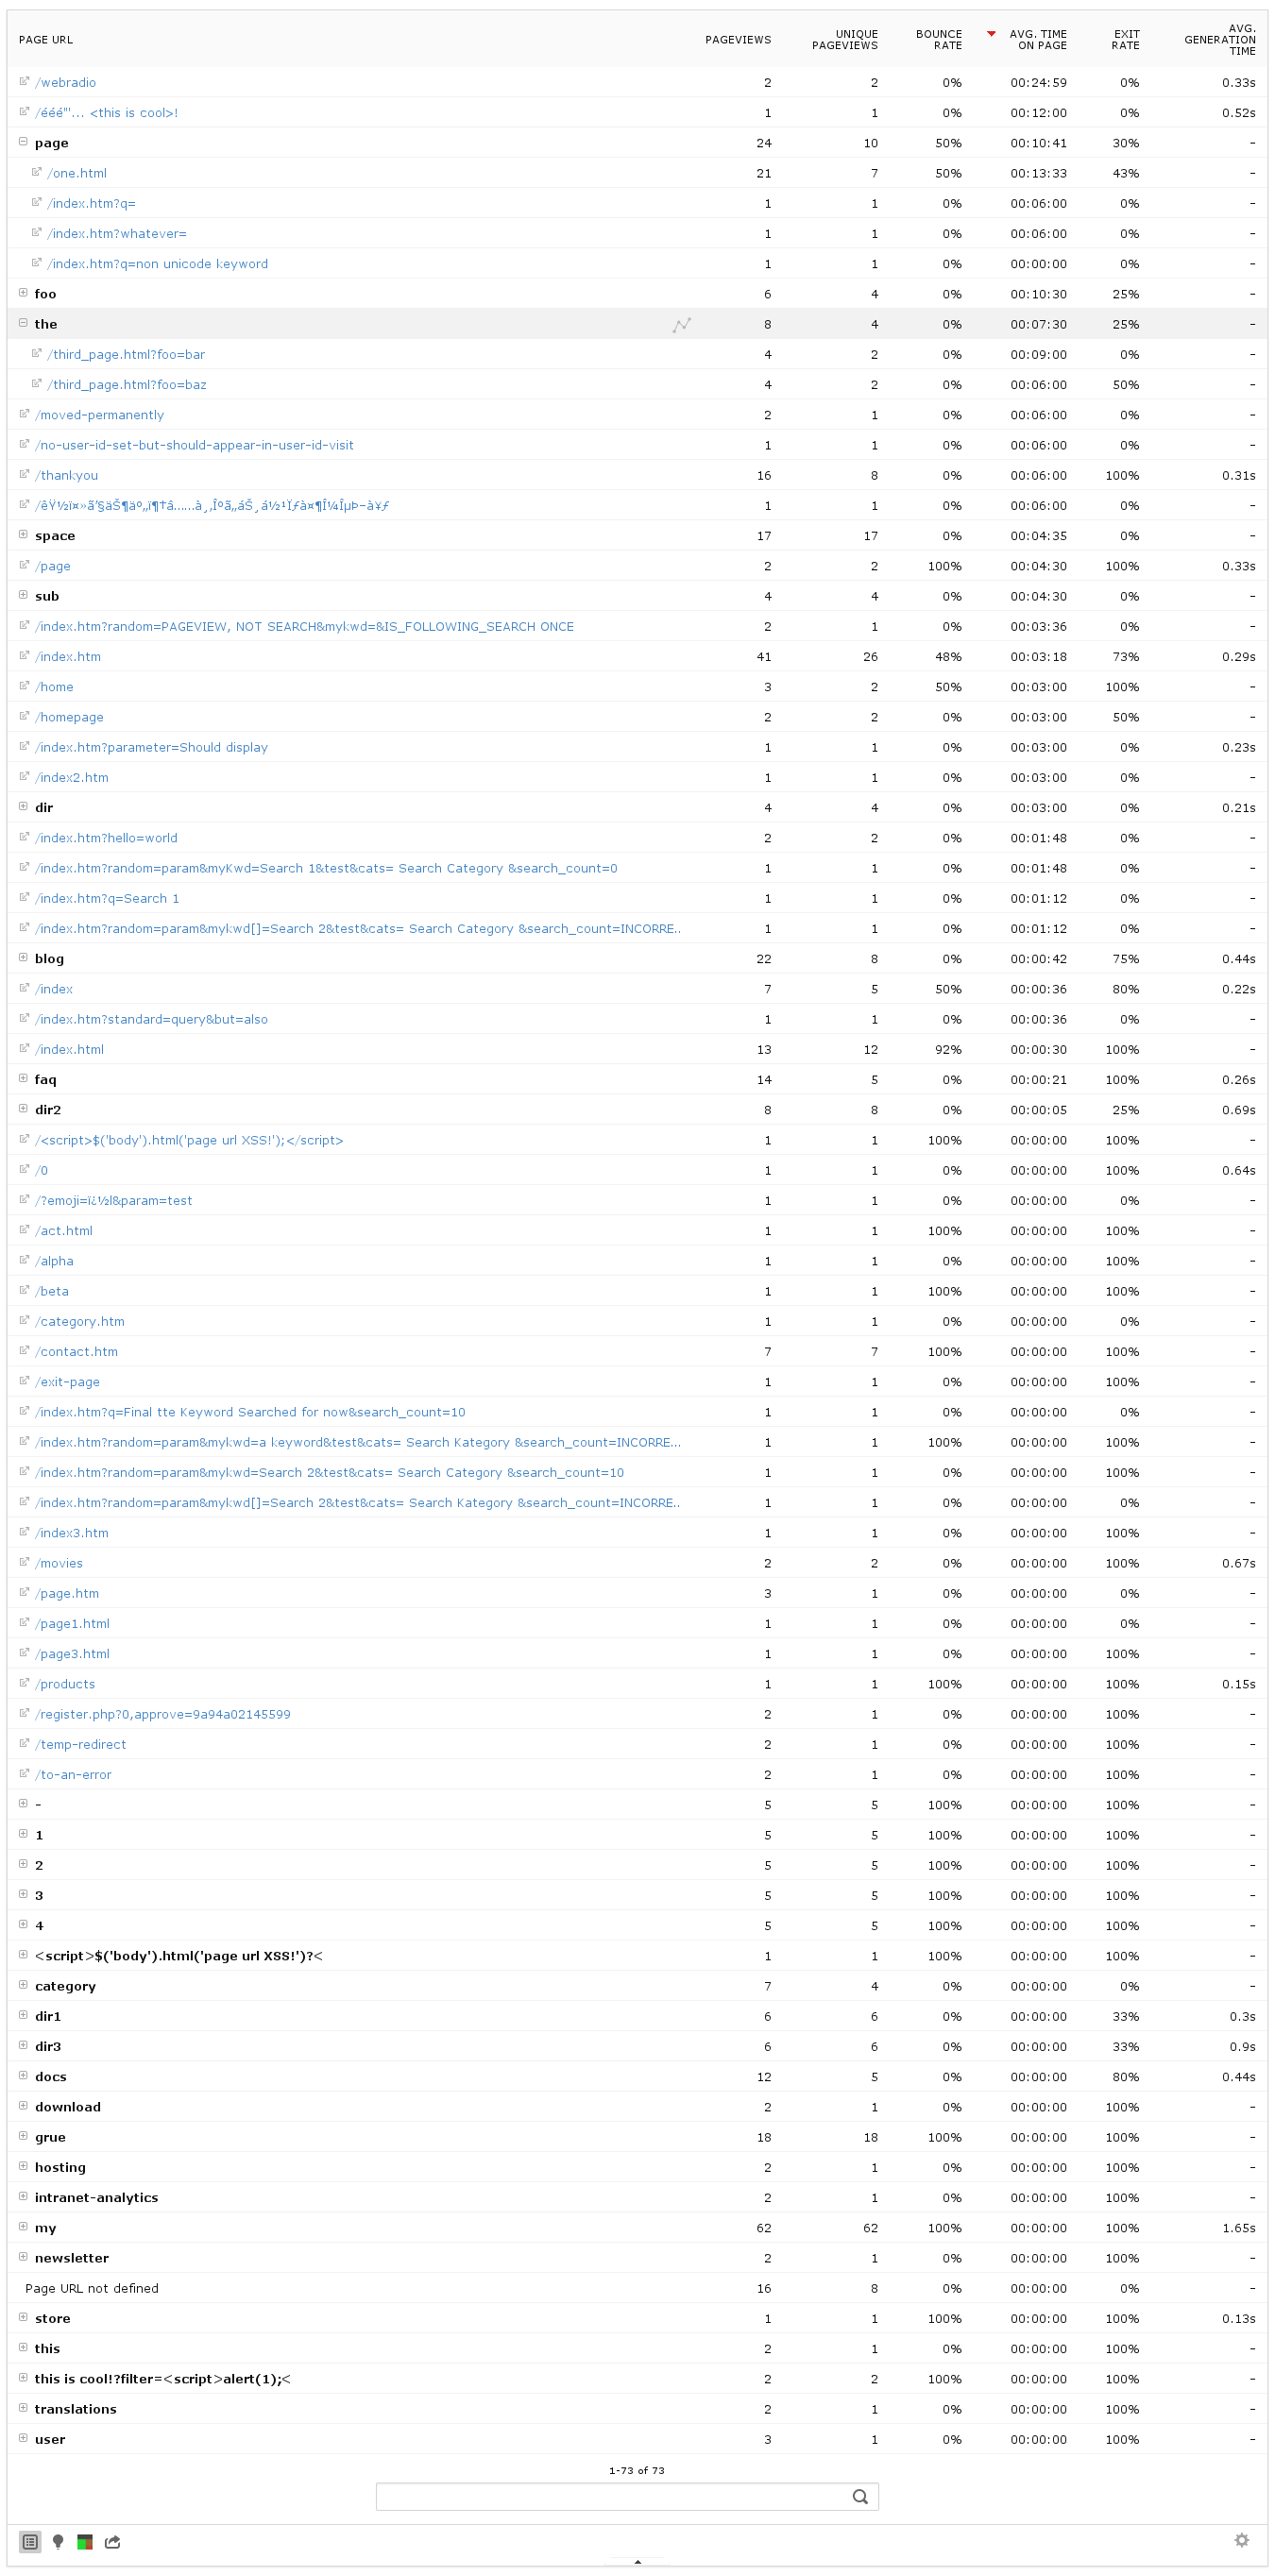 PAGE URL PAGEVIEWS UNIQUE PAGEVIEWS BOUNCE RATE AVG. TIME ON PAGE EXIT RATE AVG. GENERATION TIME
/webradio 2 2 0% 00:24:59 0% 0.33s
/ééé"'... <this is cool>! 1 1 0% 00:12:00 0% 0.52s
page 24 10 50% 00:10:41 30% -
/one.html 21 7 50% 00:13:33 43% -
/index.htm?q= 1 1 0% 00:06:00 0% -
/index.htm?whatever= 1 1 0% 00:06:00 0% -
/index.htm?q=non unicode keyword 1 1 0% 00:00:00 0% -
foo 6 4 0% 00:10:30 25% -
the 8 4 0% 00:07:30 25% -
/third_page.html?foo=bar 4 2 0% 00:09:00 0% -
/third_page.html?foo=baz 4 2 0% 00:06:00 50% -
/moved-permanently 2 1 0% 00:06:00 0% -
/no-user-id-set-but-should-appear-in-user-id-visit 1 1 0% 00:06:00 0% -
/thankyou 16 8 0% 00:06:00 100% 0.31s
1 1 0% 00:06:00 0% -
space 17 17 0% 00:04:35 0% -
/page 2 2 100% 00:04:30 100% 0.33s
sub 4 4 0% 00:04:30 0% -
/index.htm?random=PAGEVIEW, NOT SEARCH&mykwd=&IS_FOLLOWING_SEARCH ONCE 2 1 0% 00:03:36 0% -
/index.htm 41 26 48% 00:03:18 73% 0.29s
/home 3 2 50% 00:03:00 100% -
/homepage 2 2 0% 00:03:00 50% -
/index.htm?parameter=Should display 1 1 0% 00:03:00 0% 0.23s
/index2.htm 1 1 0% 00:03:00 0% -
dir 4 4 0% 00:03:00 0% 0.21s
/index.htm?hello=world 2 2 0% 00:01:48 0% -
/index.htm?random=param&myKwd=Search 1&test&cats= Search Category &search_count=0 1 1 0% 00:01:48 0% -
/index.htm?q=Search 1 1 1 0% 00:01:12 0% -
/index.htm?random=param&mykwd[]=Search 2&test&cats= Search Category &search_count=INCORRE.. 1 1 0% 00:01:12 0% -
blog 22 8 0% 00:00:42 75% 0.44s
/index 7 5 50% 00:00:36 80% 0.22s
/index.htm?standard=query&but=also 1 1 0% 00:00:36 0% -
/index.html 13 12 92% 00:00:30 100% -
faq 14 5 0% 00:00:21 100% 0.26s
dir2 8 8 0% 00:00:05 25% 0.69s
/<script>$('body').html('page url XSS!');</script> 1 1 100% 00:00:00 100% -
/0 1 1 0% 00:00:00 100% 0.64s
/?emoji=ï¿½l&param=test 1 1 0% 00:00:00 0% -
/act.html 1 1 100% 00:00:00 100% -
/alpha 1 1 0% 00:00:00 100% -
/beta 1 1 100% 00:00:00 100% -
/category.htm 1 1 0% 00:00:00 0% -
/contact.htm 7 7 100% 00:00:00 100% -
/exit-page 1 1 0% 00:00:00 100% -
/index.htm?q=Final tte Keyword Searched for now&search_count=10 1 1 0% 00:00:00 0% -
/index.htm?random=param&mykwd=a keyword&test&cats= Search Kategory &search_count=INCORRE... 1 1 100% 00:00:00 100% -
/index.htm?random=param&mykwd=Search 2&test&cats= Search Category &search_count=10 1 1 0% 00:00:00 100% -
/index.htm?random=param&mykwd[]=Search 2&test&cats= Search Kategory &search_count=INCORRE.. 1 1 0% 00:00:00 0% -
/index3.htm 1 1 0% 00:00:00 100% -
/movies 2 2 0% 00:00:00 100% 0.67s
/page.htm 3 1 0% 00:00:00 0% -
/page1.html 1 1 0% 00:00:00 0% -
/page3.html 1 1 0% 00:00:00 100% -
/products 1 1 100% 00:00:00 100% 0.15s
/register.php?0,approve=9a94a02145599 2 1 0% 00:00:00 100% -
/temp-redirect 2 1 0% 00:00:00 100% -
/to-an-error 2 1 0% 00:00:00 100% -
- 5 5 100% 00:00:00 100% -
1 5 5 100% 00:00:00 100% -
2 5 5 100% 00:00:00 100% -
3 5 5 100% 00:00:00 100% -
4 5 5 100% 00:00:00 100% -
<script>$('body').html('page url XSS!')?< 1 1 100% 00:00:00 100% -
category 7 4 0% 00:00:00 0% -
dir1 6 6 0% 00:00:00 33% 0.3s
dir3 6 6 0% 00:00:00 33% 0.9s
docs 12 5 0% 00:00:00 80% 0.44s
download 2 1 0% 00:00:00 100% -
grue 18 18 100% 00:00:00 100% -
hosting 2 1 0% 00:00:00 100% -
intranet-analytics 2 1 0% 00:00:00 100% -
my 62 62 100% 00:00:00 100% 1.65s
newsletter 2 1 0% 00:00:00 100% -
Page URL not defined 16 8 0% 00:00:00 0% -
store 1 1 100% 00:00:00 100% 0.13s
this 2 1 0% 00:00:00 100% -
this is cool!?filter=<script>alert(1);< 2 2 100% 00:00:00 100% -
translations 2 1 0% 00:00:00 100% -
user 3 1 0% 00:00:00 100% -
1-73 of 73